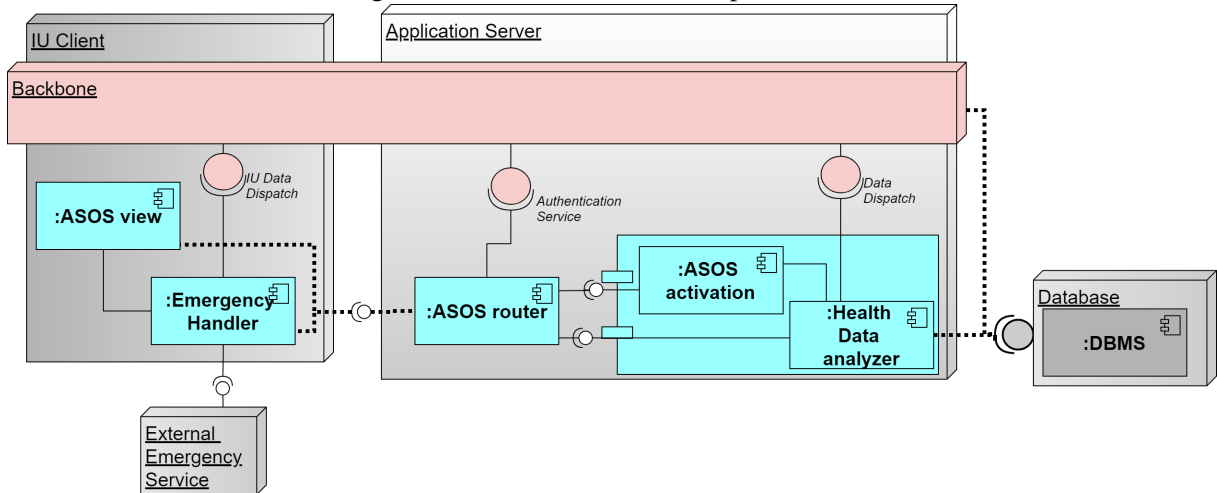 IU Client
Application Server
Backbone
IU Data
Dispatch
Authentication
Service
Data
Dispatch
:ASOS view
:ASOS
activation
:Emergency
Handler
:ASOS router
:Health
Data
analyzer
Database
:DBMS
External
Emergency
Service